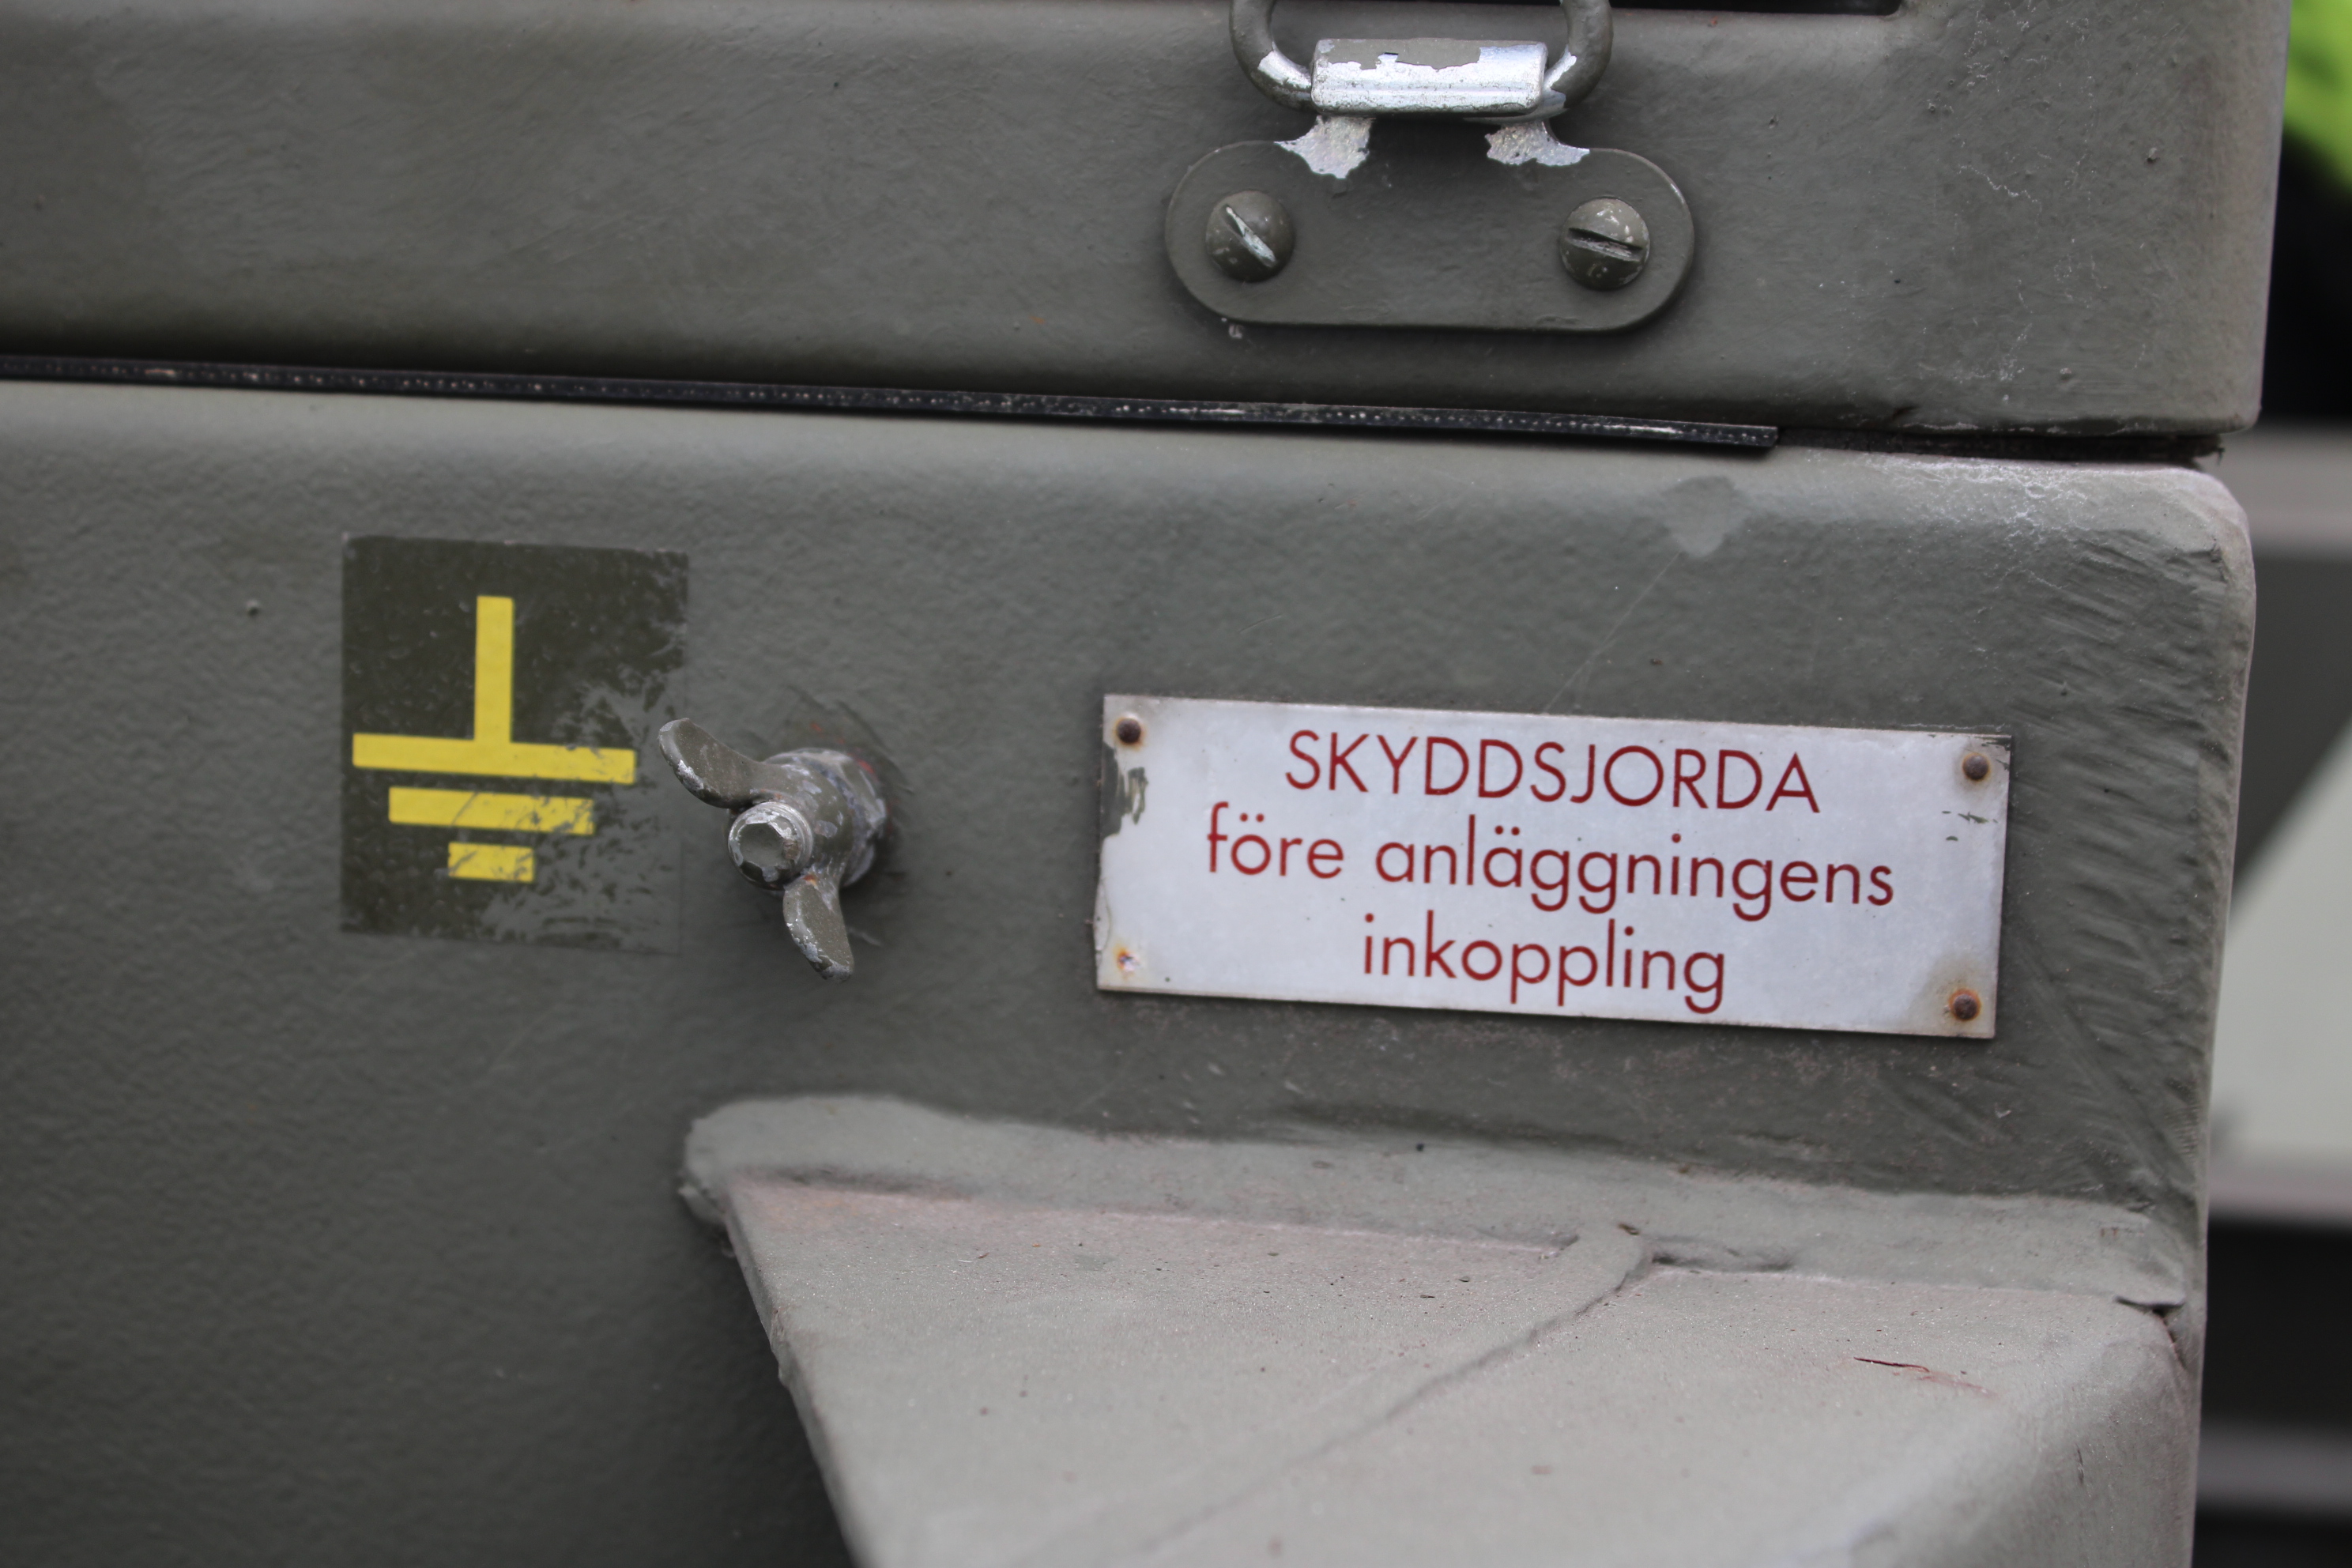 SKYDDSJORDA
före anläggningens
inkoppling